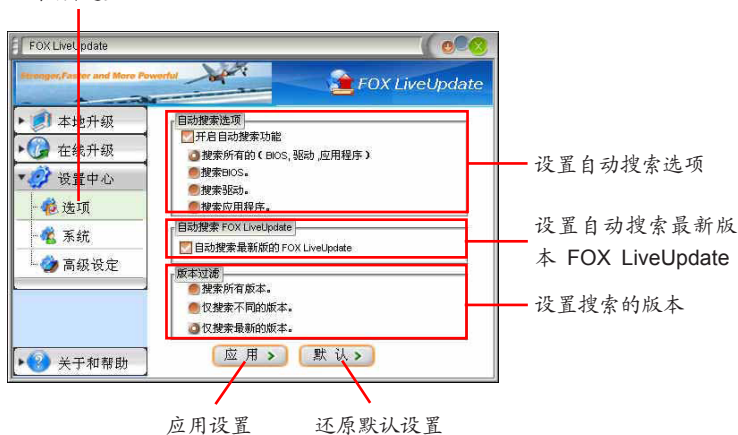 FOX LiveUpdate
Stronger,Faster and More Powerful
FOX LiveUpdate
本地升级
在线升级
设置中心
选项
系统
高级设定
关于和帮助
自动搜索选项
开启自动搜索功能
搜索所有的（BIOS, 驱动 ,应用程序）
搜索BIOS。
搜索驱动。
搜索应用程序。
自动搜索 FOX LiveUpdate
自动搜索最新版的 FOX LiveUpdate
版本过滤
搜索所有版本。
仅搜索不同的版本。
仅搜索最新的版本。
应 用
默 认
设置自动搜索选项
设置自动搜索最新版
本 FOX LiveUpdate
设置搜索的版本
应用设置
还原默认设置